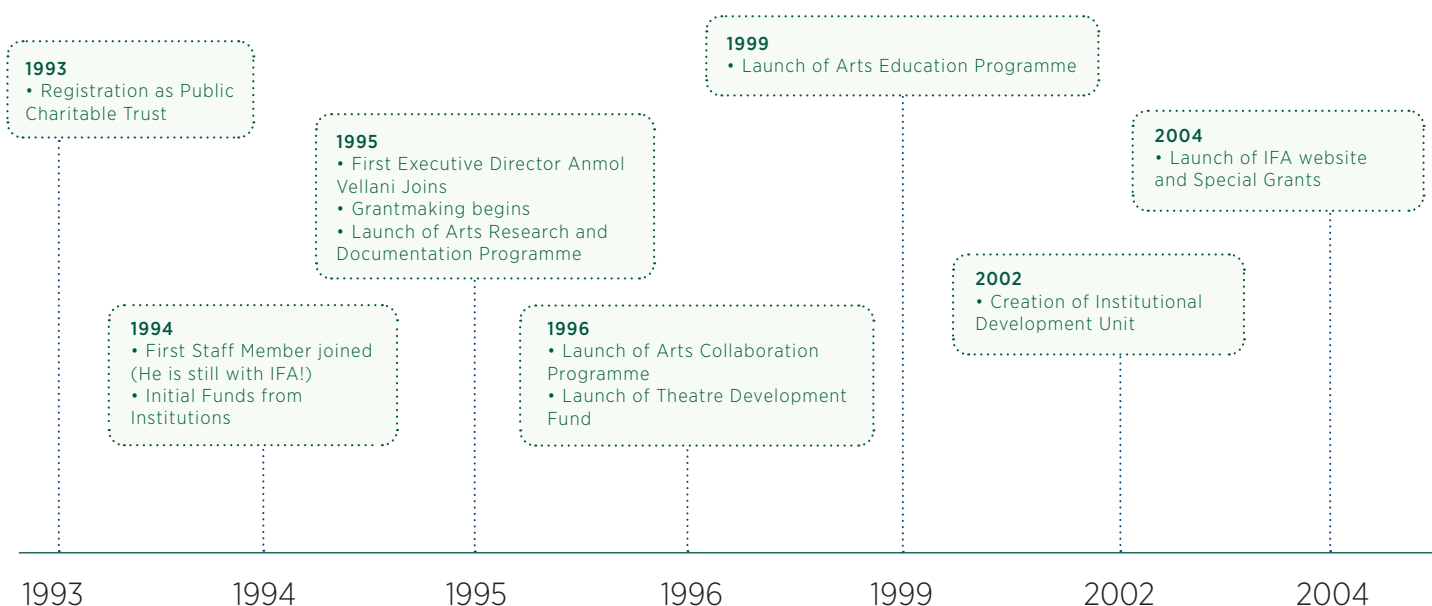 1993
• Registration as Public
Charitable Trust
1994
• First Staff Member joined
(He is still with IFA!)
• Initial Funds from
Institutions
1995
• First Executive Director Anmol
Vellani Joins
• Grantmaking begins
• Launch of Arts Research and
Documentation Programme
1996
• Launch of Arts Collaboration
Programme
• Launch of Theatre Development
Fund
1999
• Launch of Arts Education Programme
2002
• Creation of Institutional
Development Unit
2004
• Launch of IFA website
and Special Grants
1993
1994
1995
1996
1999
2002
2004